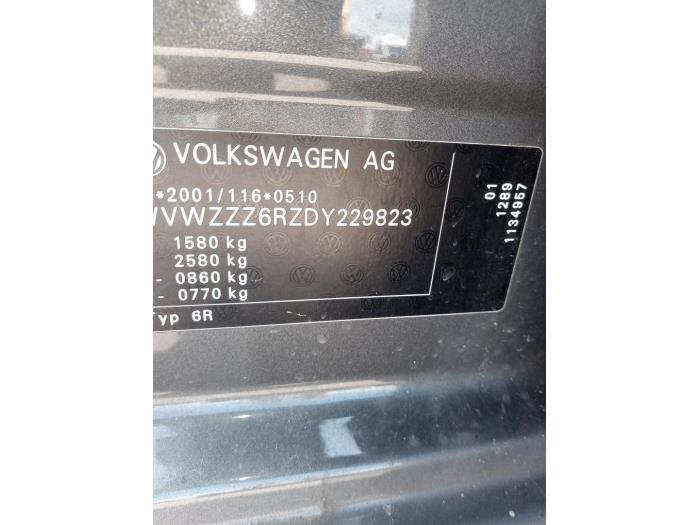 VOLKSWAGEN AG
*2001/116*0510
WVWZZZ6RZDY229823
1580 kg
2580 kg
- 0860 kg
- 0770 kg
Typ 6R
01
1289
1134957